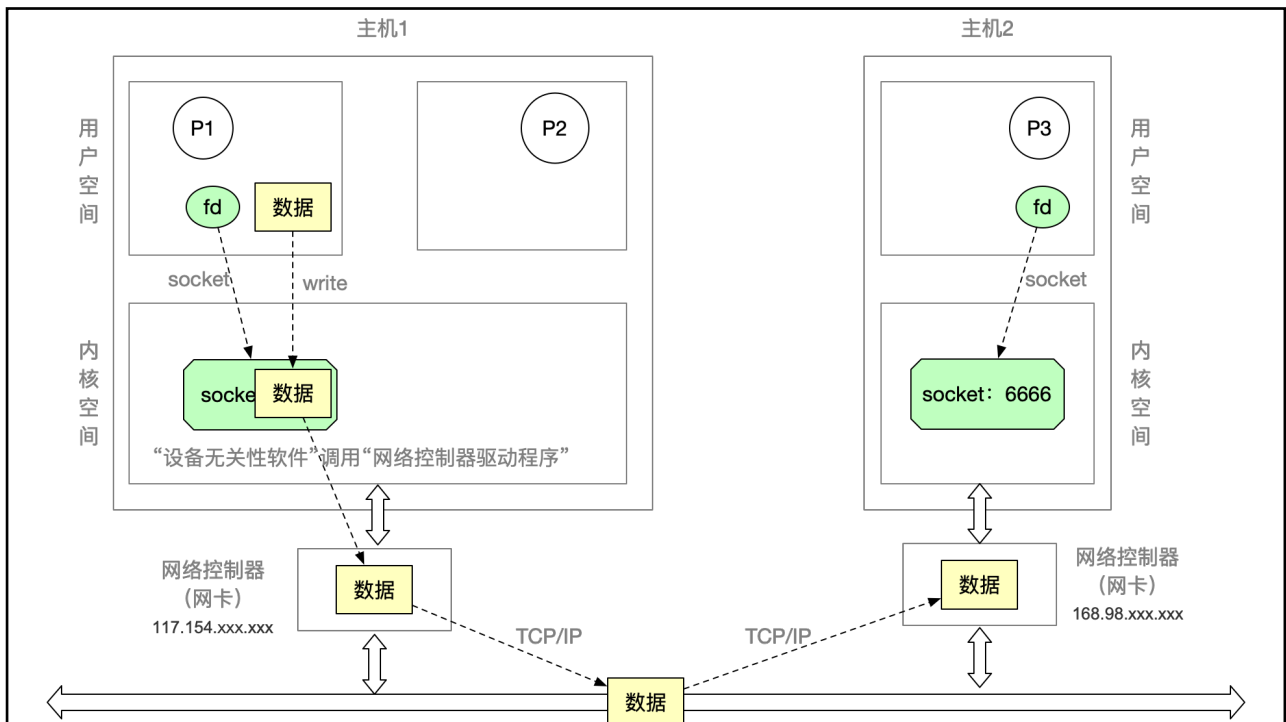 主机1
主机2
P1
P2
P3
用户空间
用户空间
fd
数据
fd
socket
write
socket
内核空间
内核空间
socke
数据
socket：6666
“设备无关性软件”调用“网络控制器驱动程序”
网络控制器
（网卡）
117.154.xxx.xxx
数据
数据
网络控制器
（网卡）
168.98.xxx.xxx
TCP/IP
TCP/IP
数据